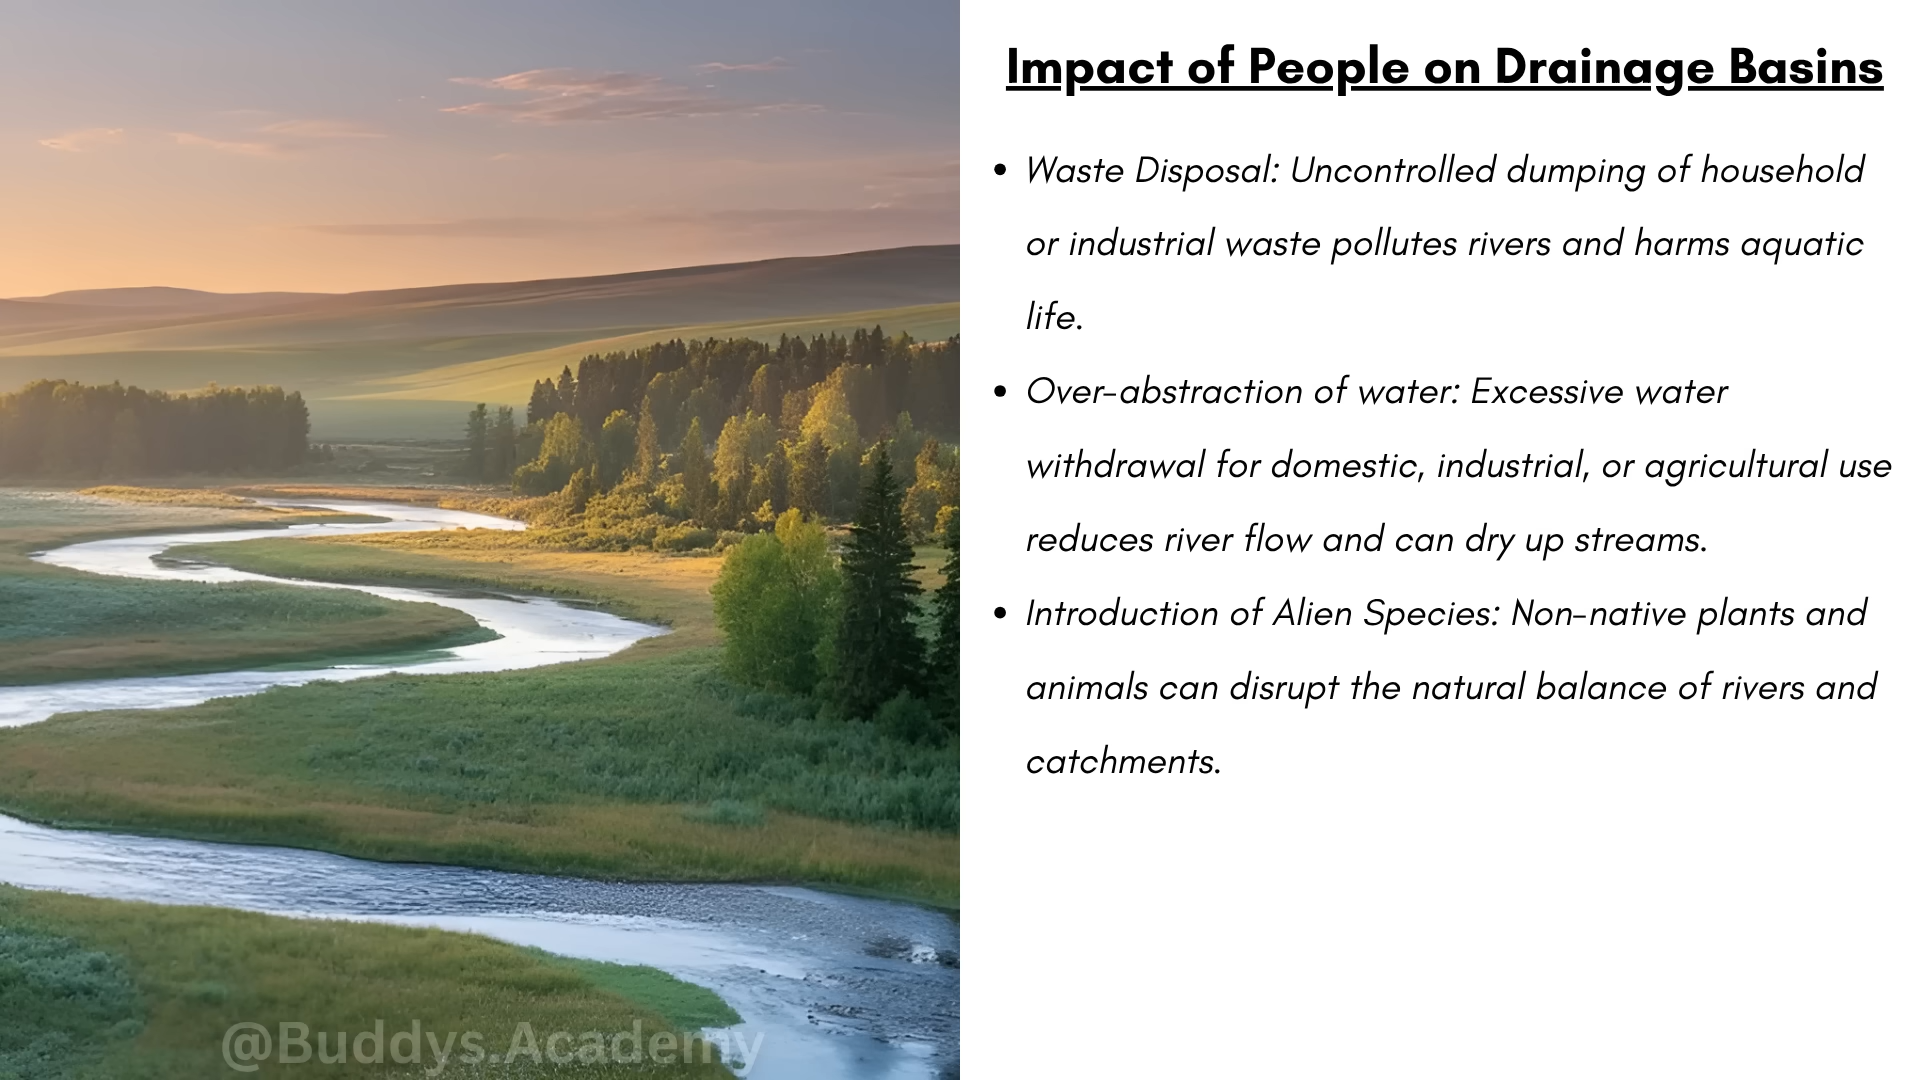 Impact of People on Drainage Basins
• Waste Disposal: Uncontrolled dumping of household
or industrial waste pollutes rivers and harms aquatic
life.
• Over-abstraction of water: Excessive water
withdrawal for domestic, industrial, or agricultural use
reduces river flow and can dry up streams.
• Introduction of Alien Species: Non-native plants and
animals can disrupt the natural balance of rivers and
catchments.
@Buddys.Academy